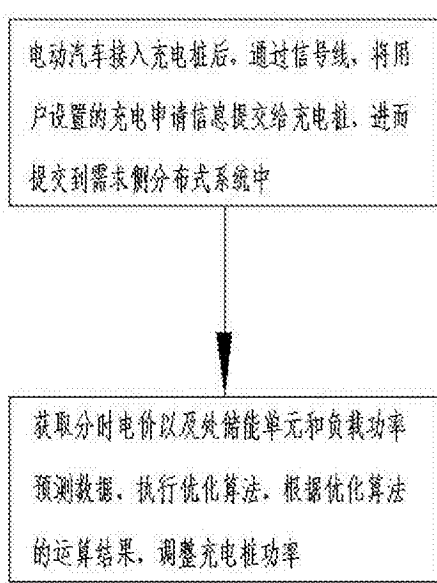 电动汽车接入充电桩后，通过信号线、将用
户设置的充电申请信息提交给充电桩、进而
提交到需求侧分布式系统中
获取分时电价以及处储能单元和负载功率
预测数据、执行优化算法，根据优化算法
的运算结果，调整充电桩功率